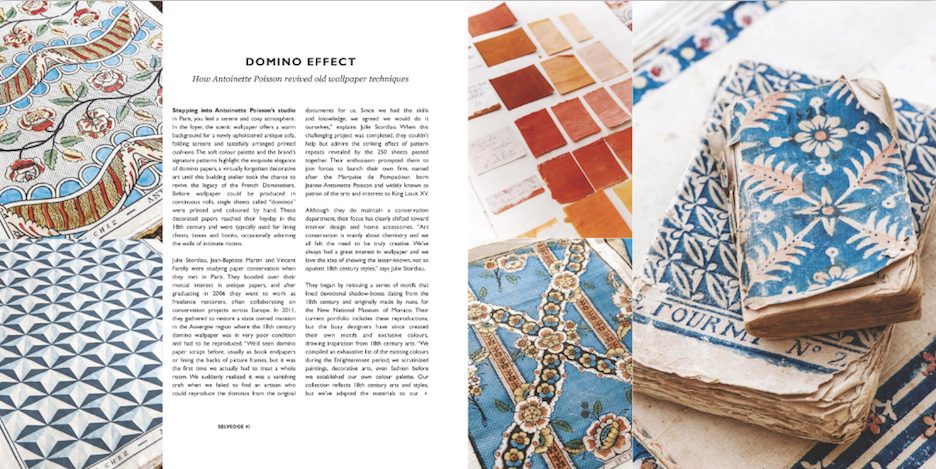 DOMINO EFFECT
How Antoinette Poisson revived old wallpaper techniques
Stepping into Antoinette Poisson's studio
in Paris, you feel a serene and cosy atmosphere.
In the foyer, the scenic wallpaper offers a warm
background for a newly upholstered antique sofa,
folding screens and tastefully arranged printed
cushions. The soft colour palette and the brand's
signature patterns highlight the exquisite elegance
of domino papers, a virtually forgotten decorative
art until this budding atelier took the chance to
revive the legacy of the French Dominotiers.
Before wallpaper could be produced in
continuous rolls, single sheets called "dominos"
were printed and coloured by hand. These
decorated papers reached their heyday in the
18th century and were typically used for lining
chests, boxes and books, occasionally adorning
the walls of intimate rooms.
Julie Stordiau, Jean-Baptiste Martin and Vincent
Farelly were studying paper conservation when
they met in Paris. They bonded over their
mutual interest in antique papers, and after
graduating in 2006 they went to work as
freelance restorers, often collaborating on
conservation projects across Europe. In 2011,
they gathered to restore a state owned mansion
in the Auvergne region where the 18th century
domino wallpaper was in very poor condition
and had to be reproduced. "We'd seen domino
paper scraps before, usually as book endpapers
or lining the backs of picture frames, but it was
the first time we actually had to treat a whole
room. We suddenly realized it was a vanishing
craft when we failed to find an artisan who
could reproduce the dominos from the original
documents for us. Since we had the skills
and knowledge, we agreed we would do it
ourselves," explains Julie Stordiau. When this
challenging project was completed, they couldn't
help but admire the striking effect of pattern
repeats revealed by the 250 sheets pasted
together. Their enthusiasm prompted them to
join forces to launch their own firm, named
after the Marquise de Pompadour, born
Jeanne-Antoinette Poisson and widely known as
patron of the arts and mistress to King Louis XV.
Although they do maintain a conservation
department, their focus has clearly shifted toward
interior design and home accessories. "Art
conservation is mainly about chemistry and we
all felt the need to be truly creative. We've
always had a great interest in wallpaper and we
love the idea of showing the lesser-known, not so
opulent 18th century styles," says Julie Stordiau.
They began by reissuing a series of motifs that
lined devotional shadow-boxes dating from the
18th century and originally made by nuns, for
the New National Museum of Monaco. Their
current portfolio includes these reproductions,
but the busy designers have since created
their own motifs and exclusive colours,
drawing inspiration from 18th century arts. "We
compiled an exhaustive list of the existing colours
during the Enlightenment period; we scrutinized
paintings, decorative arts, even fashion before
we established our own colour palette. Our
collection reflects 18th century arts and styles,
but we've adapted the materials to our >
SELVEDGE 43
CHEZ — AN
CHEZ